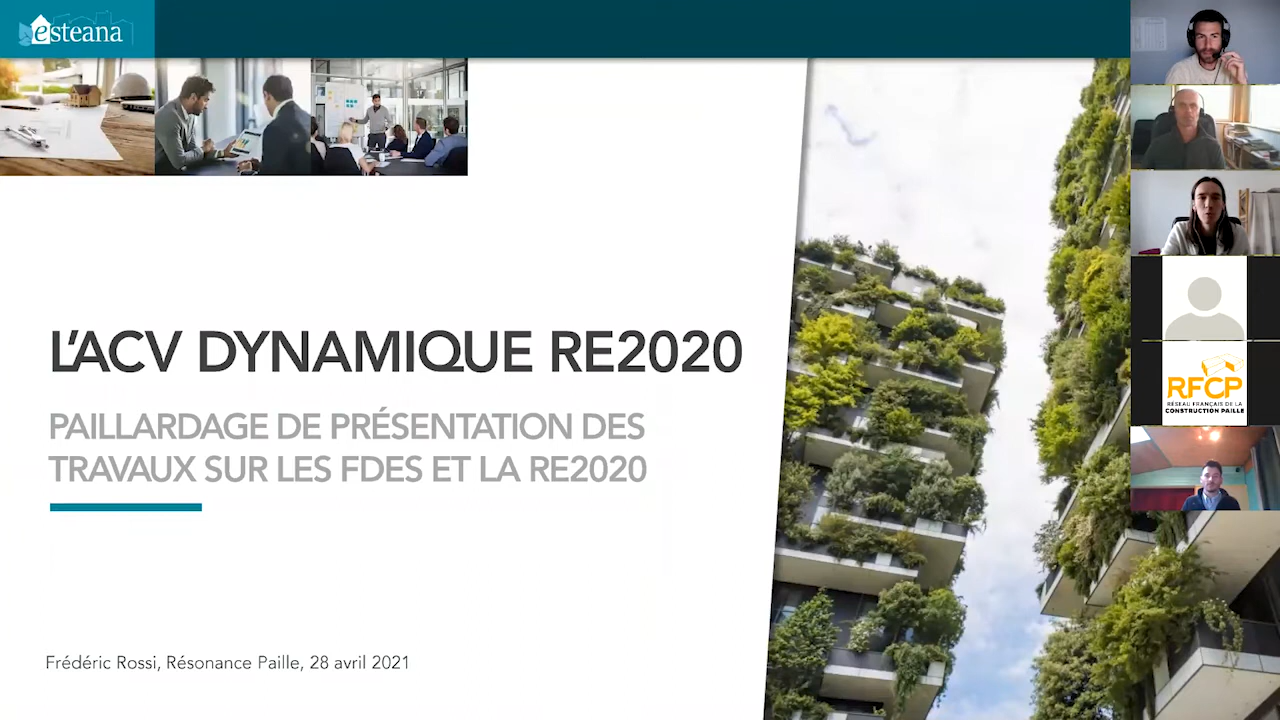 esteana
L'ACV DYNAMIQUE RE2020
PAILLARDAGE DE PRÉSENTATION DES
TRAVAUX SUR LES FDES ET LA RE2020
Frédéric Rossi, Résonance Paille, 28 avril 2021
RFCP
RÉSEAU FRANÇAIS DE LA
CONSTRUCTION PAILLE